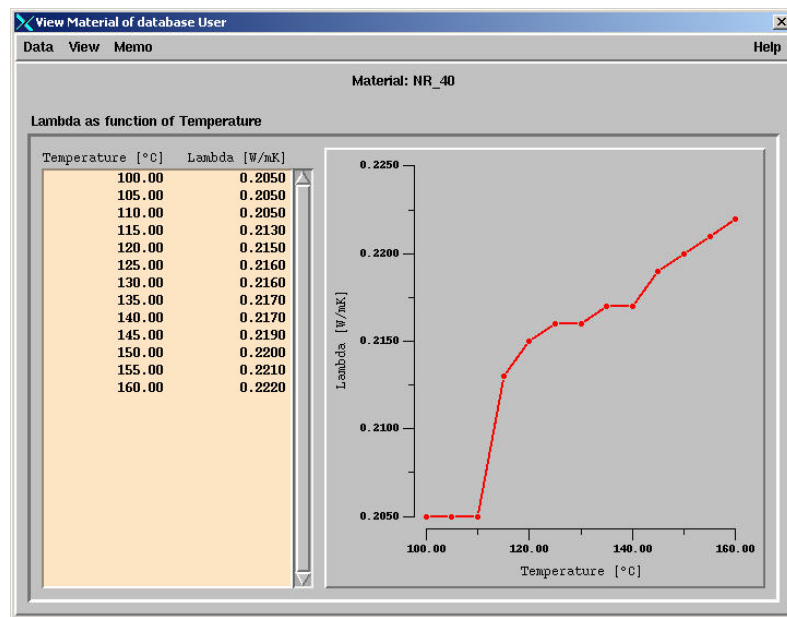 View Material of database User
Data View Memo Help
Material: NR_40
Lambda as function of Temperature
Temperature [°C] Lambda [W/mK]
100.00 0.2050
105.00 0.2050
110.00 0.2050
115.00 0.2130
120.00 0.2150
125.00 0.2160
130.00 0.2160
135.00 0.2170
140.00 0.2170
145.00 0.2190
150.00 0.2200
155.00 0.2210
160.00 0.2220
0.2250
0.2200
0.2150
0.2100
0.2050
Lambda [W/mK]
100.00 120.00 140.00 160.00
Temperature [°C]